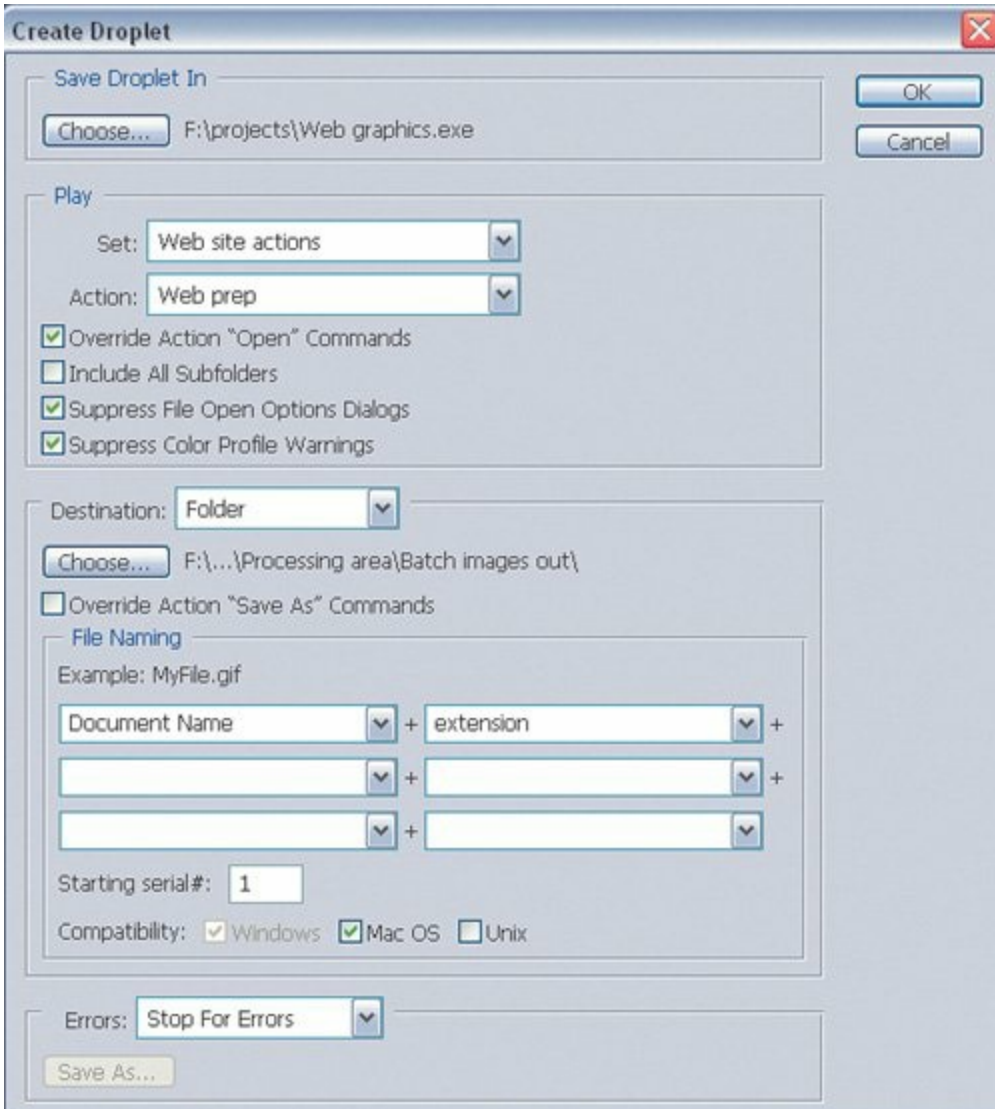 Create Droplet
Save Droplet In
OK
Choose... F:\projects\Web graphics.exe
Cancel
Play
Set: Web site actions
Action: Web prep
Override Action "Open" Commands
Include All Subfolders
Suppress File Open Options Dialogs
Suppress Color Profile Warnings
Destination: Folder
Choose... F:\...\Processing area\Batch images out\
Override Action "Save As" Commands
File Naming
Example: MyFile.gif
Document Name + extension +
+ +
+
Starting serial#: 1
Compatibility: Windows Mac OS Unix
Errors: Stop For Errors
Save As...